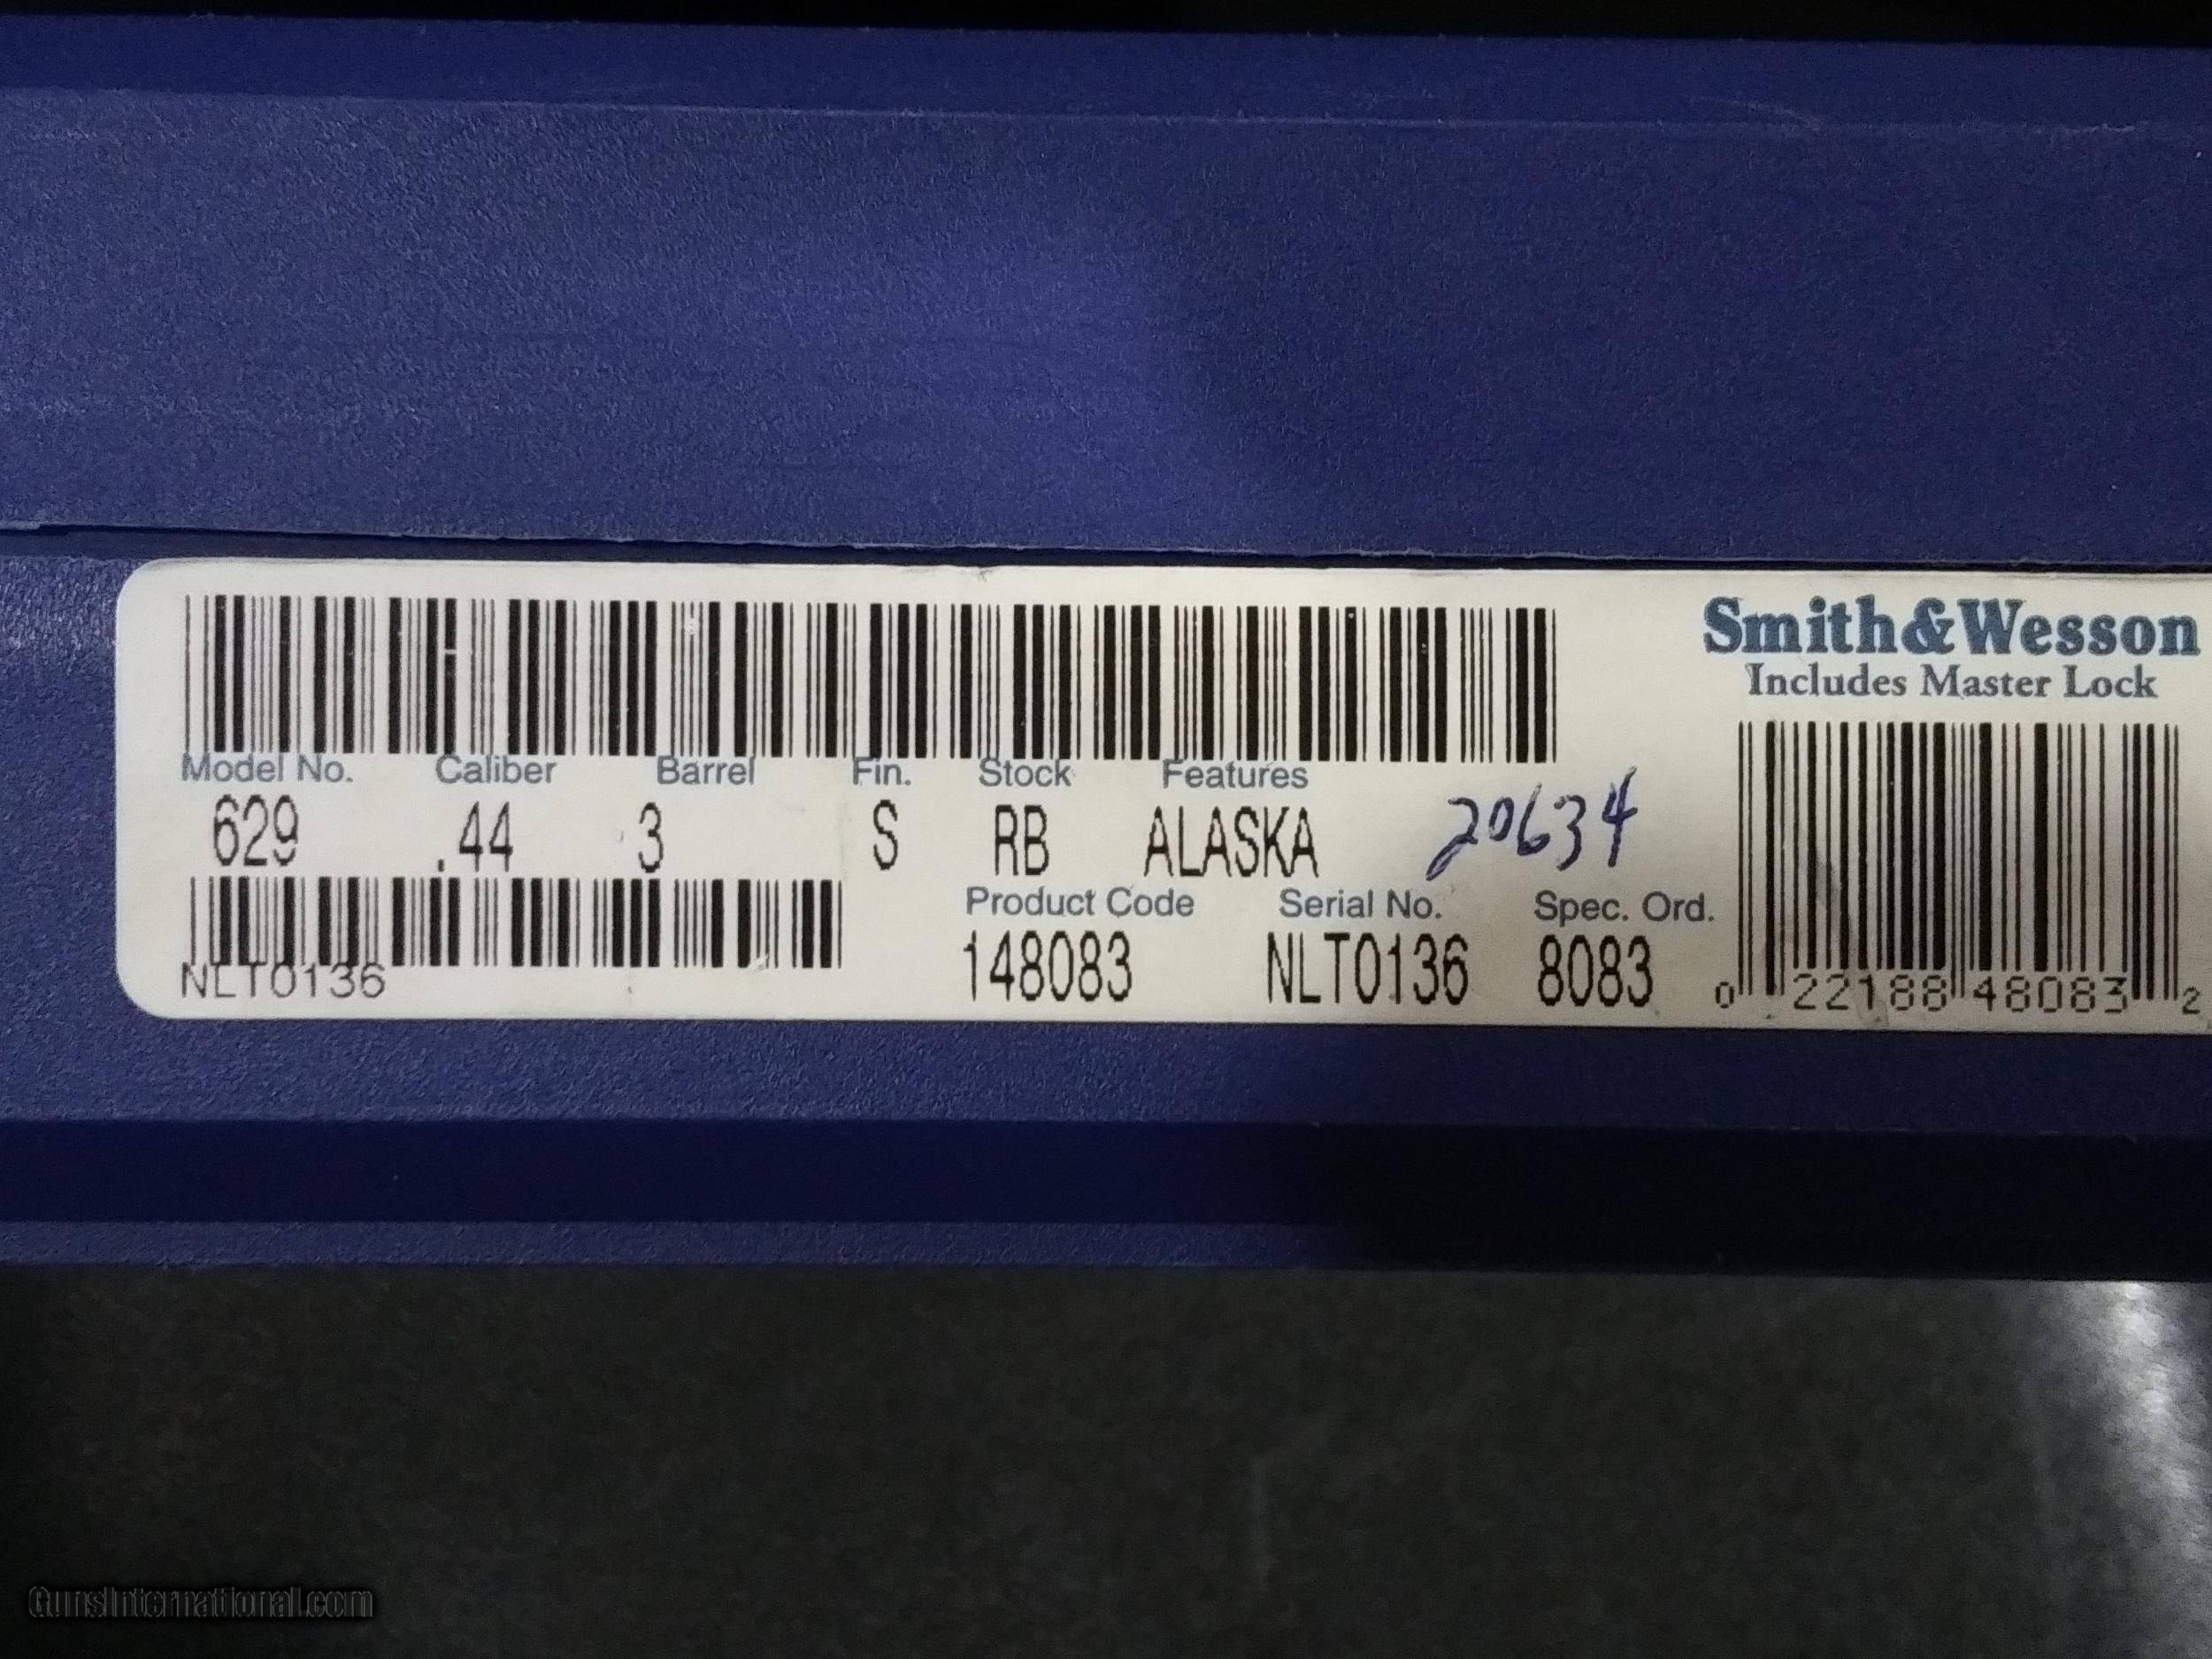 Smith&Wesson
Includes Master Lock
Model No. Caliber Barrel Fin. Stock Features
629 .44 3 S RB ALASKA 20634
Product Code Serial No. Spec. Ord.
NLT0136 148083 NLT0136 8083 0 22188 48083 2
GunsInternational.com